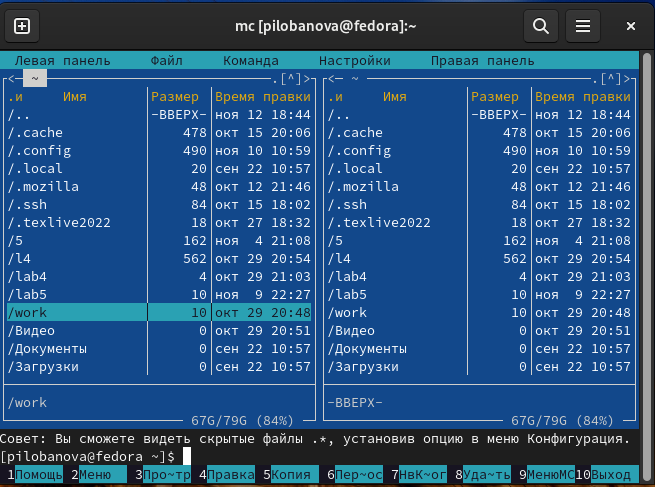 mc [pilobanova@fedora]:~
Левая панель Файл Команда Настройки Правая панель
<— ~ .[^]> <— ~ .[^]>
.и Имя Размер Время правки .и Имя Размер Время правки
/.. -ВВЕРХ- ноя 12 18:44 /.. -ВВЕРХ- ноя 12 18:44
/.cache 478 окт 15 20:06 /.cache 478 окт 15 20:06
/.config 490 ноя 10 10:59 /.config 490 ноя 10 10:59
/.local 20 сен 22 10:57 /.local 20 сен 22 10:57
/.mozilla 48 окт 12 21:46 /.mozilla 48 окт 12 21:46
/.ssh 84 окт 15 18:02 /.ssh 84 окт 15 18:02
/.texlive2022 18 окт 27 18:32 /.texlive2022 18 окт 27 18:32
/5 162 ноя 4 21:08 /5 162 ноя 4 21:08
/l4 562 окт 29 20:54 /l4 562 окт 29 20:54
/lab4 4 окт 29 21:03 /lab4 4 окт 29 21:03
/lab5 10 ноя 9 22:27 /lab5 10 ноя 9 22:27
/work 10 окт 29 20:48 /work 10 окт 29 20:48
/Видео 0 окт 29 20:51 /Видео 0 окт 29 20:51
/Документы 0 сен 22 10:57 /Документы 0 сен 22 10:57
/Загрузки 0 сен 22 10:57 /Загрузки 0 сен 22 10:57
/work -ВВЕРХ-
67G/79G (84%) 67G/79G (84%)
Совет: Вы сможете видеть скрытые файлы .*, установив опцию в меню Конфигурация.
[pilobanova@fedora ~]$
1Помощь 2Меню 3Про~тр 4Правка 5Копия 6Пер~ос 7НвК~ог 8Уда~ть 9МенюMC 10Выход